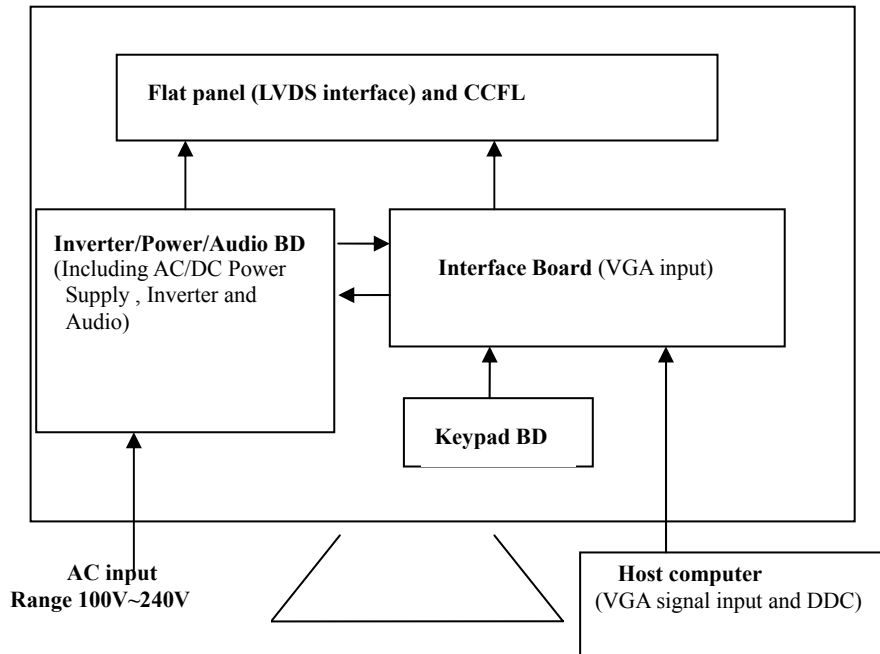 Flat panel (LVDS interface) and CCFL
Inverter/Power/Audio BD
(Including AC/DC Power
Supply , Inverter and
Audio)
Interface Board (VGA input)
Keypad BD
AC input
Range 100V~240V
Host computer
(VGA signal input and DDC)